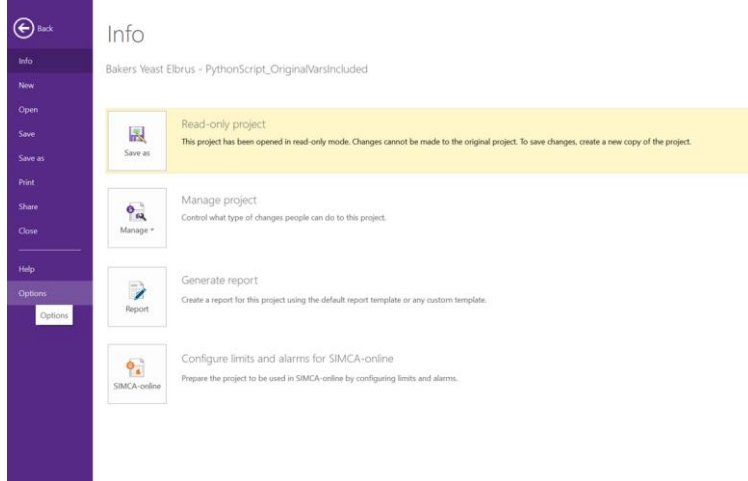 Back
Info
New
Open
Save
Save as
Print
Share
Close
Help
Options
Options
Info
Bakers Yeast Elbrus - PythonScript_OriginalVarsIncluded
Save as
Read-only project
This project has been opened in read-only mode. Changes cannot be made to the original project. To save changes, create a new copy of the project.
Manage
Manage project
Control what type of changes people can do to this project.
Report
Generate report
Create a report for this project using the default report template or any custom template.
SIMCA-online
Configure limits and alarms for SIMCA-online
Prepare the project to be used in SIMCA-online by configuring limits and alarms.